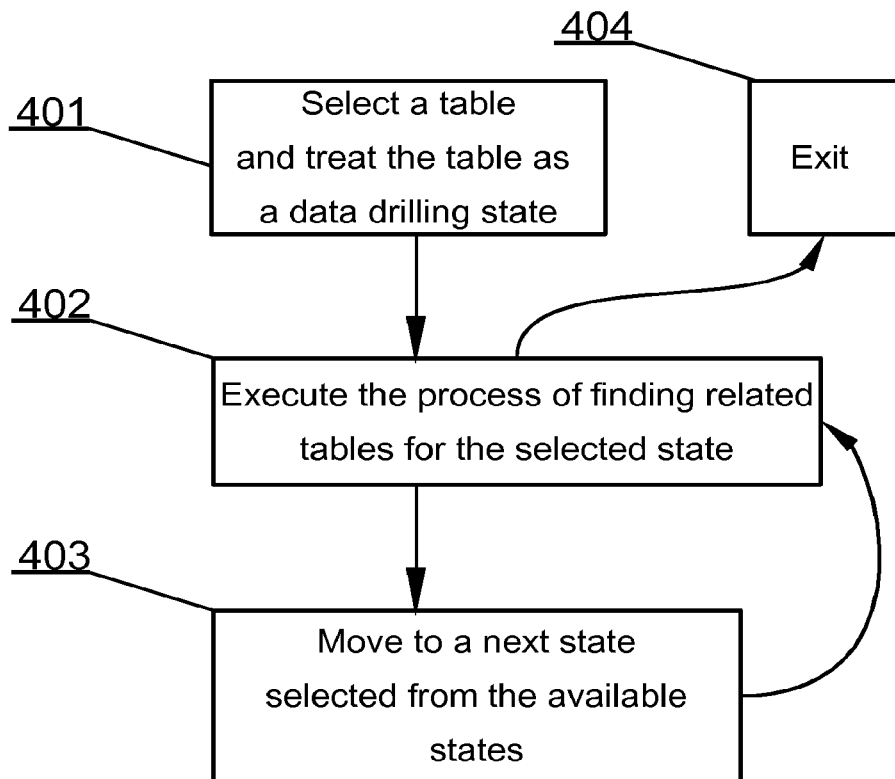 404
401
Select a table
and treat the table as
a data drilling state
Exit
402
Execute the process of finding related
tables for the selected state
403
Move to a next state
selected from the available
states